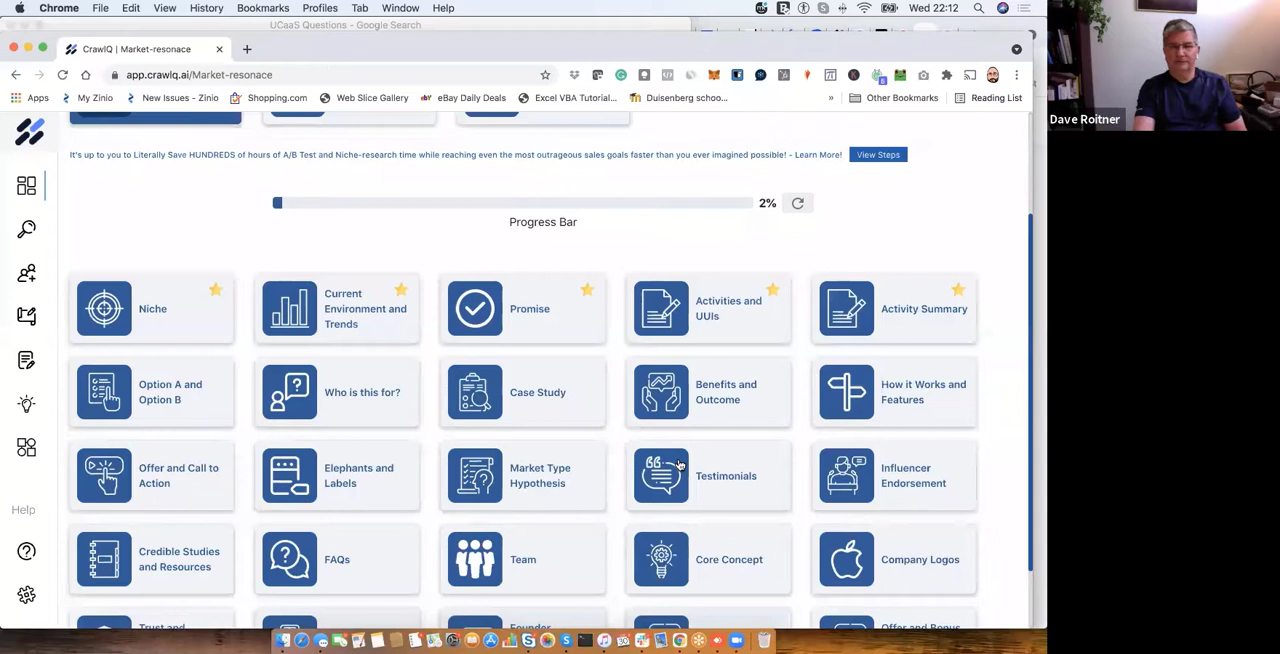 Chrome File Edit View History Bookmarks Profiles Tab Window Help
Wed 22:12
UCaaS Questions - Google Search
CrawlQ | Market-resonace
app.crawlq.ai/Market-resonace
Apps My Zinio New Issues - Zinio Shopping.com Web Slice Gallery eBay Daily Deals Excel VBA Tutorial... Duisenberg schoo... » Other Bookmarks Reading List
Dave Roitner
It's up to you to Literally Save HUNDREDS of hours of A/B Test and Niche-research time while reaching even the most outrageous sales goals faster than you ever imagined possible! - Learn More!
View Steps
2%
Progress Bar
Niche
Current
Environment and
Trends
Promise
Activities and
UUIs
Activity Summary
Option A and
Option B
Who is this for?
Case Study
Benefits and
Outcome
How it Works and
Features
Offer and Call to
Action
Elephants and
Labels
Market Type
Hypothesis
Testimonials
Influencer
Endorsement
Help
Credible Studies
and Resources
FAQs
Team
Core Concept
Company Logos
Trust and
Founder
Offer and Bonus